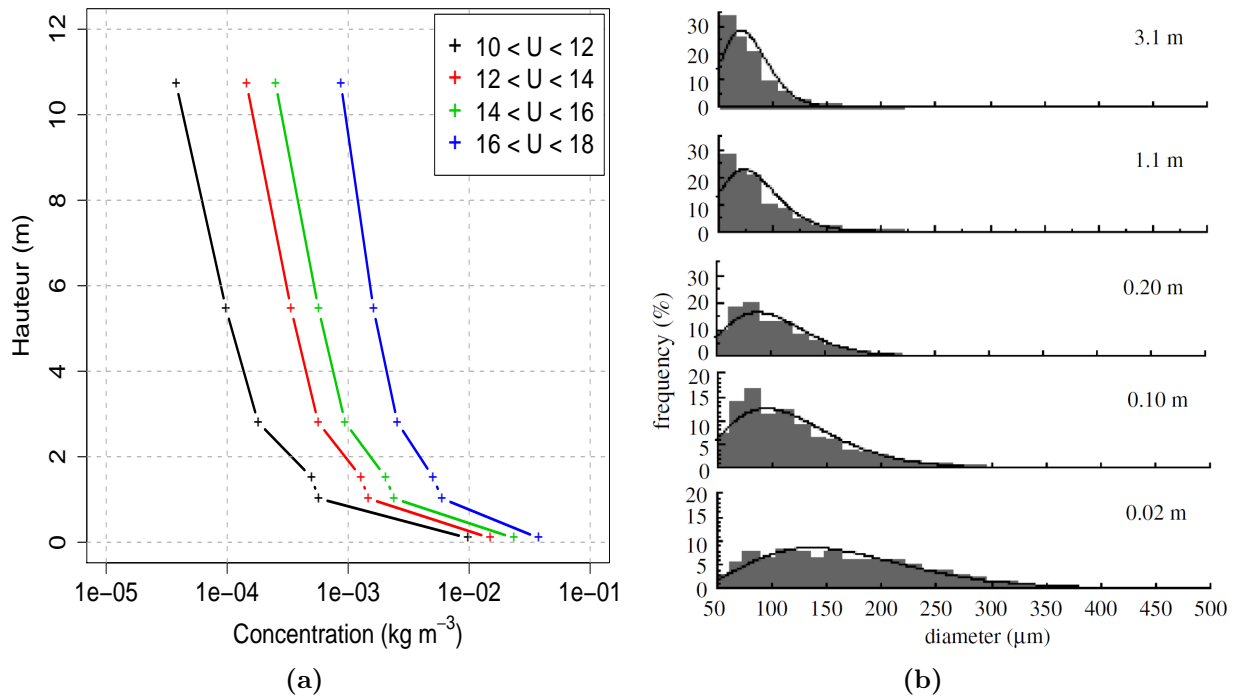 12
10
8
6
4
2
0
Hauteur (m)
10 < U < 12
12 < U < 14
14 < U < 16
16 < U < 18
1e−05 1e−04 1e−03 1e−02 1e−01
Concentration (kg m⁻³)
(a)
30
20
10
0
3.1 m
30
20
10
0
1.1 m
30
20
10
0
0.20 m
20
15
10
5
0
0.10 m
20
15
10
5
0
0.02 m
frequency (%)
50 100 150 200 250 300 350 400 450 500
diameter (μm)
(b)